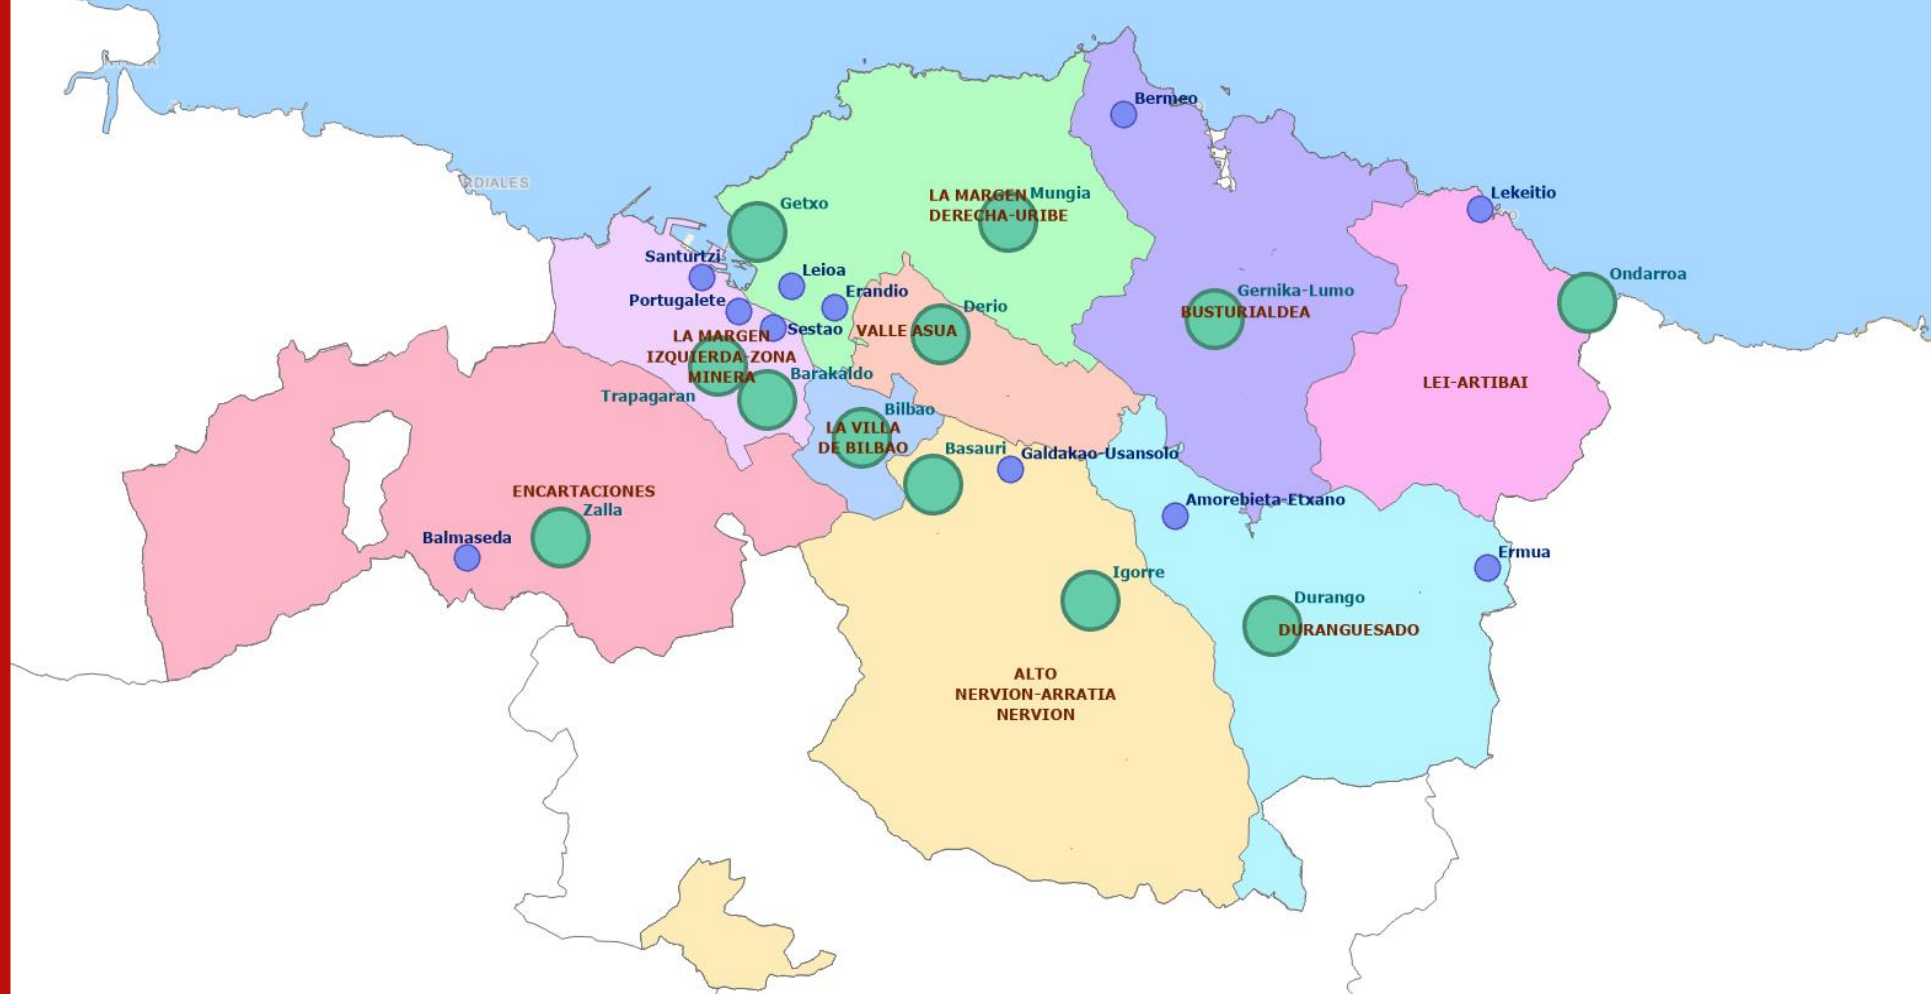 Bermeo
RDIALES
Lekeitio
LA MARGEN
DERECHA-URIBE
Mungia
Getxo
Santurtzi
Leioa
Ondarroa
Portugalete
Erandio
Gernika-Lumo
BUSTURIALDEA
Derio
Sestao
VALLE ASUA
LA MARGEN
IZQUIERDA-ZONA
MINERA
Barakaldo
LEI-ARTIBAI
Trapagaran
Bilbao
LA VILLA
DE BILBAO
Basauri
Galdakao-Usansolo
ENCARTACIONES
Zalla
Amorebieta-Etxano
Balmaseda
Ermua
Igorre
Durango
DURANGUESADO
ALTO
NERVION-ARRATIA
NERVION